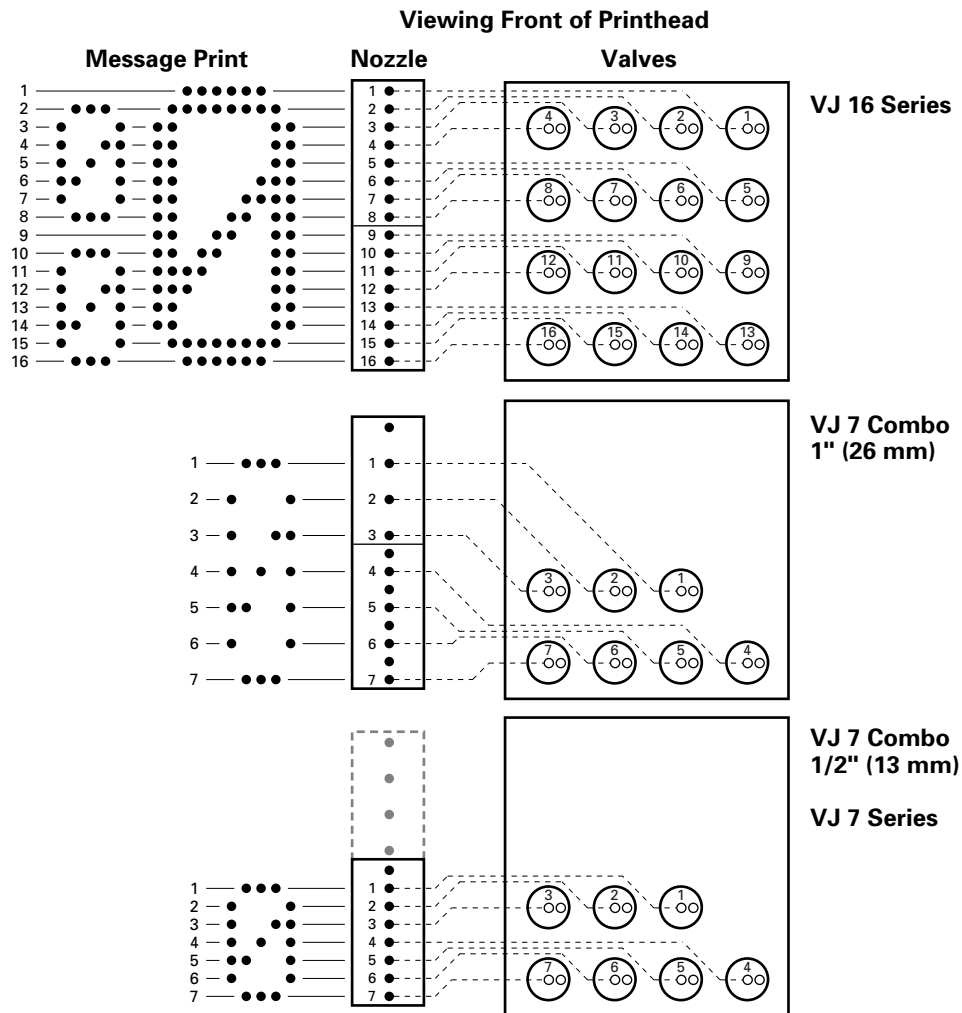 Viewing Front of Printhead
Message Print Nozzle Valves
VJ 16 Series
1 1
2 2
3 3
4 4
4 3 2 1
5 5
6 6
7 7
8 8
8 7 6 5
9 9
10 10
11 11
12 12
12 11 10 9
13 13
14 14
15 15
16 16
16 15 14 13
VJ 7 Combo
1" (26 mm)
1 1
2 2
3 3
4 4
5 5
6 6
7 7
3 2 1
7 6 5 4
VJ 7 Combo
1/2" (13 mm)
VJ 7 Series
1 1
2 2
3 3
4 4
5 5
6 6
7 7
3 2 1
7 6 5 4